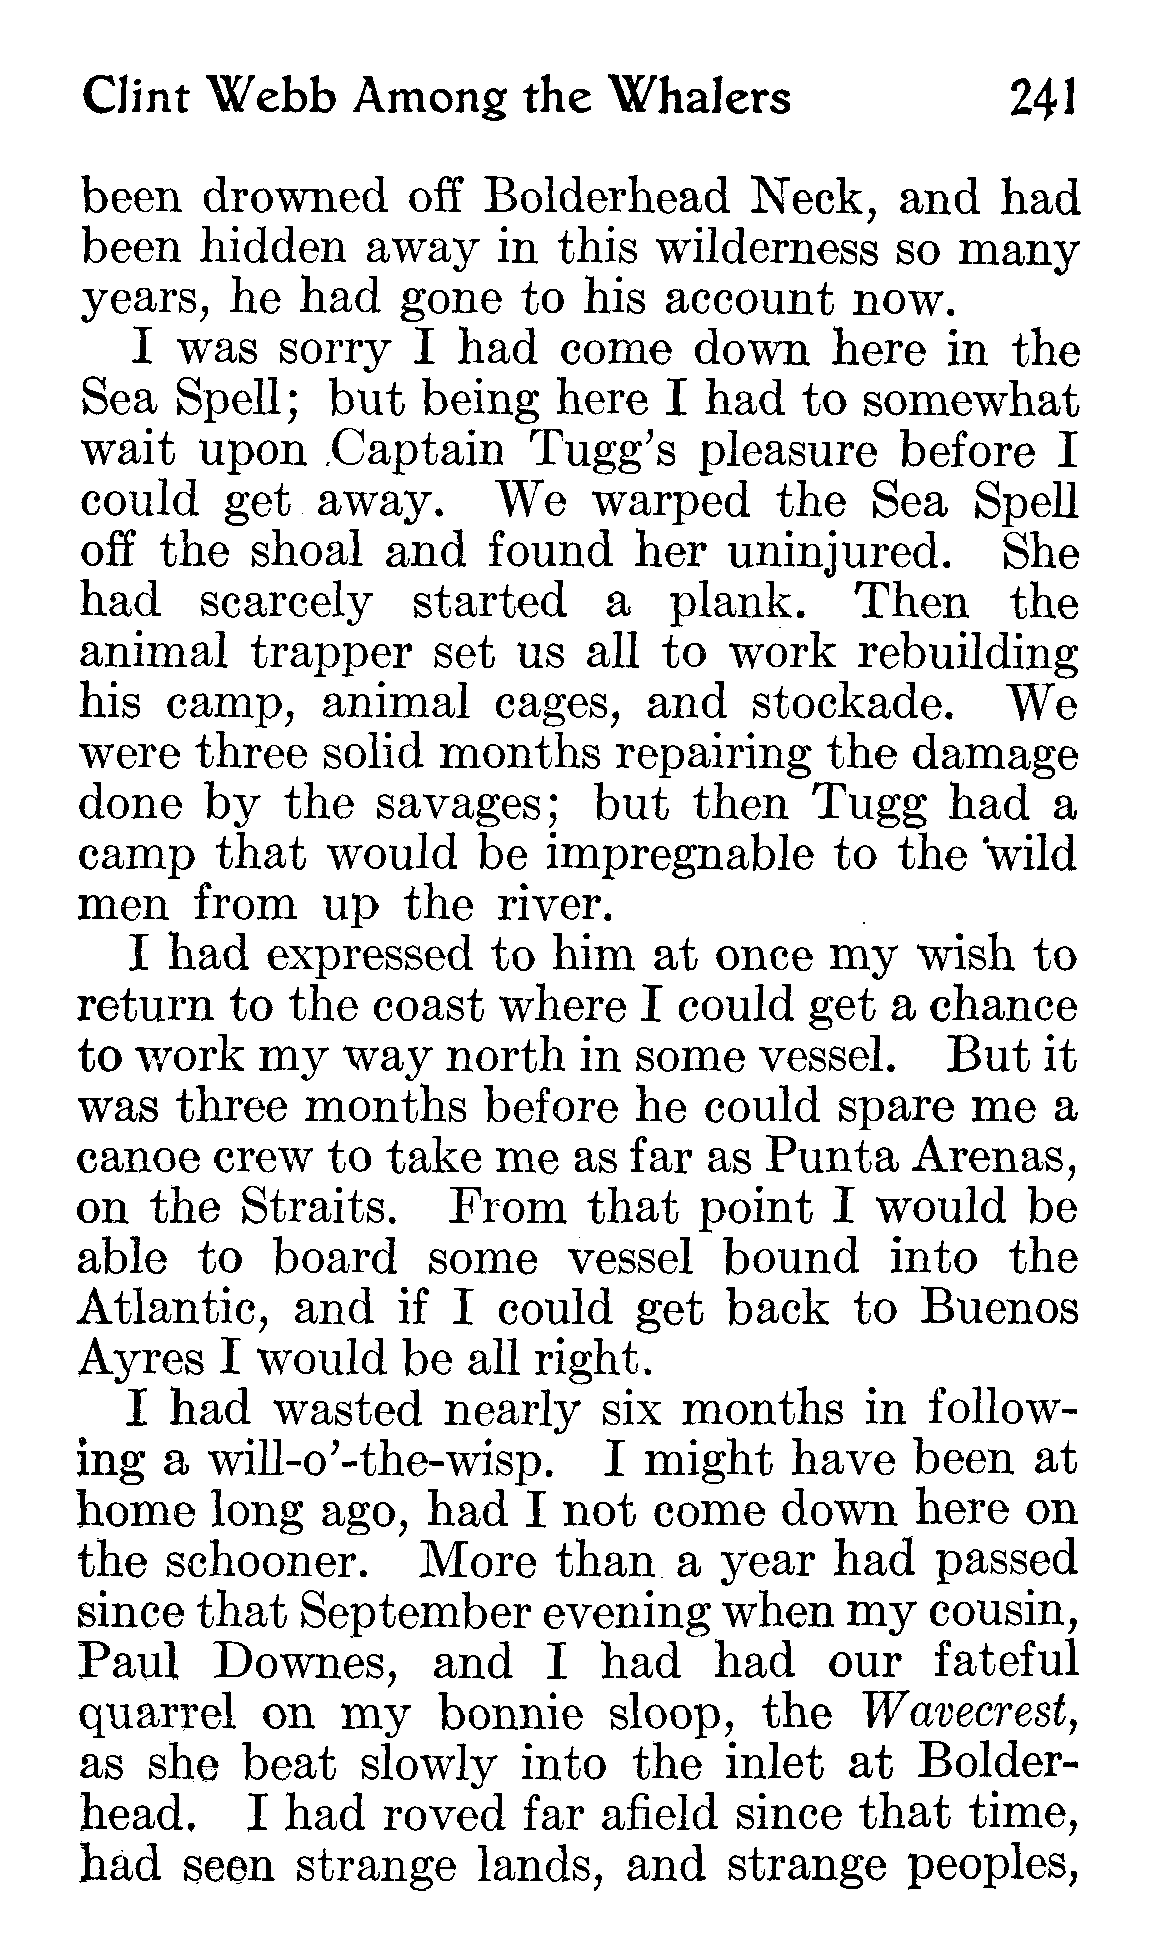 Clint Webb Among the Whalers 241
been drowned off Bolderhead Neck, and had
been hidden away in this wilderness so many
years, he had gone to his account now.
I was sorry I had come down here in the
Sea Spell; but being here I had to somewhat
wait upon Captain Tugg's pleasure before I
could get away. We warped the Sea Spell
off the shoal and found her uninjured. She
had scarcely started a plank. Then the
animal trapper set us all to work rebuilding
his camp, animal cages, and stockade. We
were three solid months repairing the damage
done by the savages; but then Tugg had a
camp that would be impregnable to the wild
men from up the river.
I had expressed to him at once my wish to
return to the coast where I could get a chance
to work my way north in some vessel. But it
was three months before he could spare me a
canoe crew to take me as far as Punta Arenas,
on the Straits. From that point I would be
able to board some vessel bound into the
Atlantic, and if I could get back to Buenos
Ayres I would be all right.
I had wasted nearly six months in follow-
ing a will-o'-the-wisp. I might have been at
home long ago, had I not come down here on
the schooner. More than a year had passed
since that September evening when my cousin,
Paul Downes, and I had had our fateful
quarrel on my bonnie sloop, the Wavecrest,
as she beat slowly into the inlet at Bolder-
head. I had roved far afield since that time,
had seen strange lands, and strange peoples,